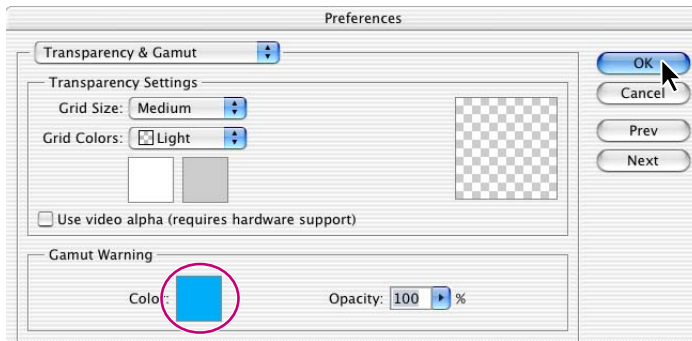 Preferences
Transparency & Gamut
OK
Transparency Settings
Cancel
Grid Size: Medium
Grid Colors: Light
Prev
Next
Use video alpha (requires hardware support)
Gamut Warning
Color:
Opacity: 100 %